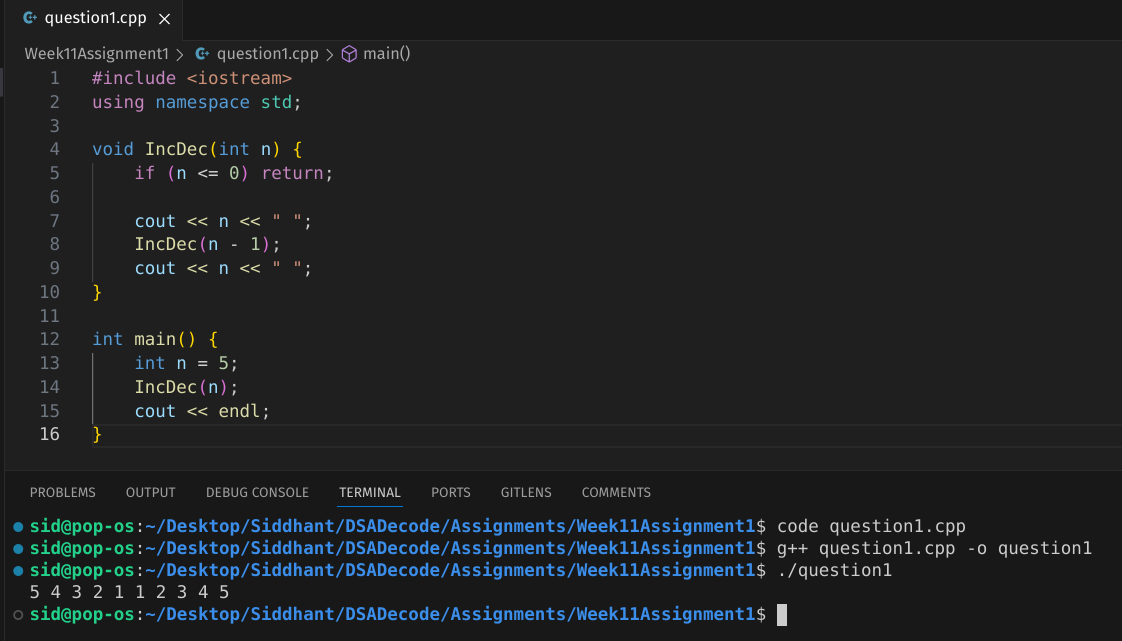 question1.cpp
Week11Assignment1 > question1.cpp > main()
1 #include <iostream>
2 using namespace std;
3
4 void IncDec(int n) {
5     if (n <= 0) return;
6
7     cout << n << " ";
8     IncDec(n - 1);
9     cout << n << " ";
10 }
11
12 int main() {
13     int n = 5;
14     IncDec(n);
15     cout << endl;
16 }
PROBLEMS OUTPUT DEBUG CONSOLE TERMINAL PORTS GITLENS COMMENTS
sid@pop-os:~/Desktop/Siddhant/DSADecode/Assignments/Week11Assignment1$ code question1.cpp
sid@pop-os:~/Desktop/Siddhant/DSADecode/Assignments/Week11Assignment1$ g++ question1.cpp -o question1
sid@pop-os:~/Desktop/Siddhant/DSADecode/Assignments/Week11Assignment1$ ./question1
5 4 3 2 1 1 2 3 4 5
sid@pop-os:~/Desktop/Siddhant/DSADecode/Assignments/Week11Assignment1$